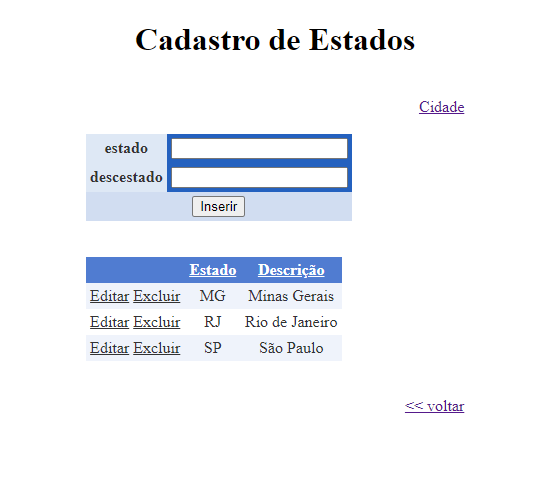 Cadastro de Estados
Cidade
estado
descestado
Inserir
Estado Descrição
Editar Excluir MG Minas Gerais
Editar Excluir RJ Rio de Janeiro
Editar Excluir SP São Paulo
<< voltar